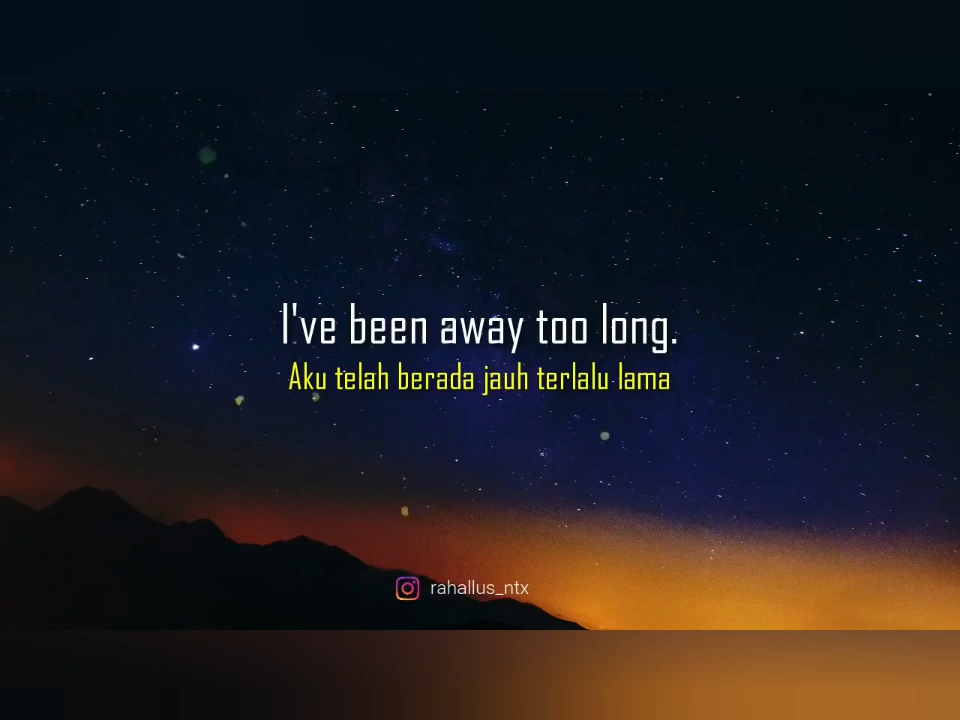 I've been away too long.
Aku telah berada jauh terlalu lama
rahallus_ntx